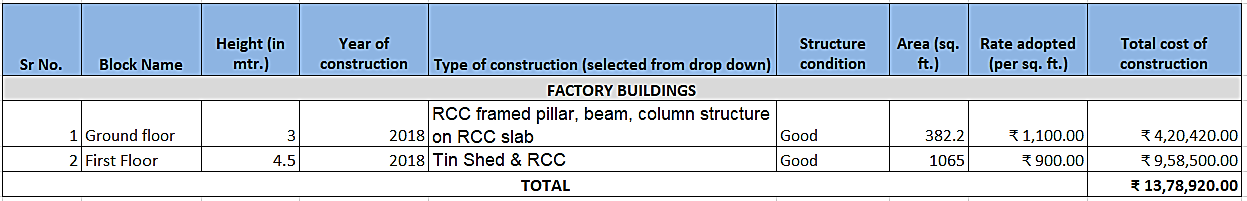 Sr No. Block Name Height (in mtr.) Year of construction Type of construction (selected from drop down) Structure condition Area (sq. ft.) Rate adopted (per sq. ft.) Total cost of construction
FACTORY BUILDINGS
1 Ground floor 3 2018 RCC framed pillar, beam, column structure on RCC slab Good 382.2 ₹ 1,100.00 ₹ 4,20,420.00
2 First Floor 4.5 2018 Tin Shed & RCC Good 1065 ₹ 900.00 ₹ 9,58,500.00
TOTAL ₹ 13,78,920.00